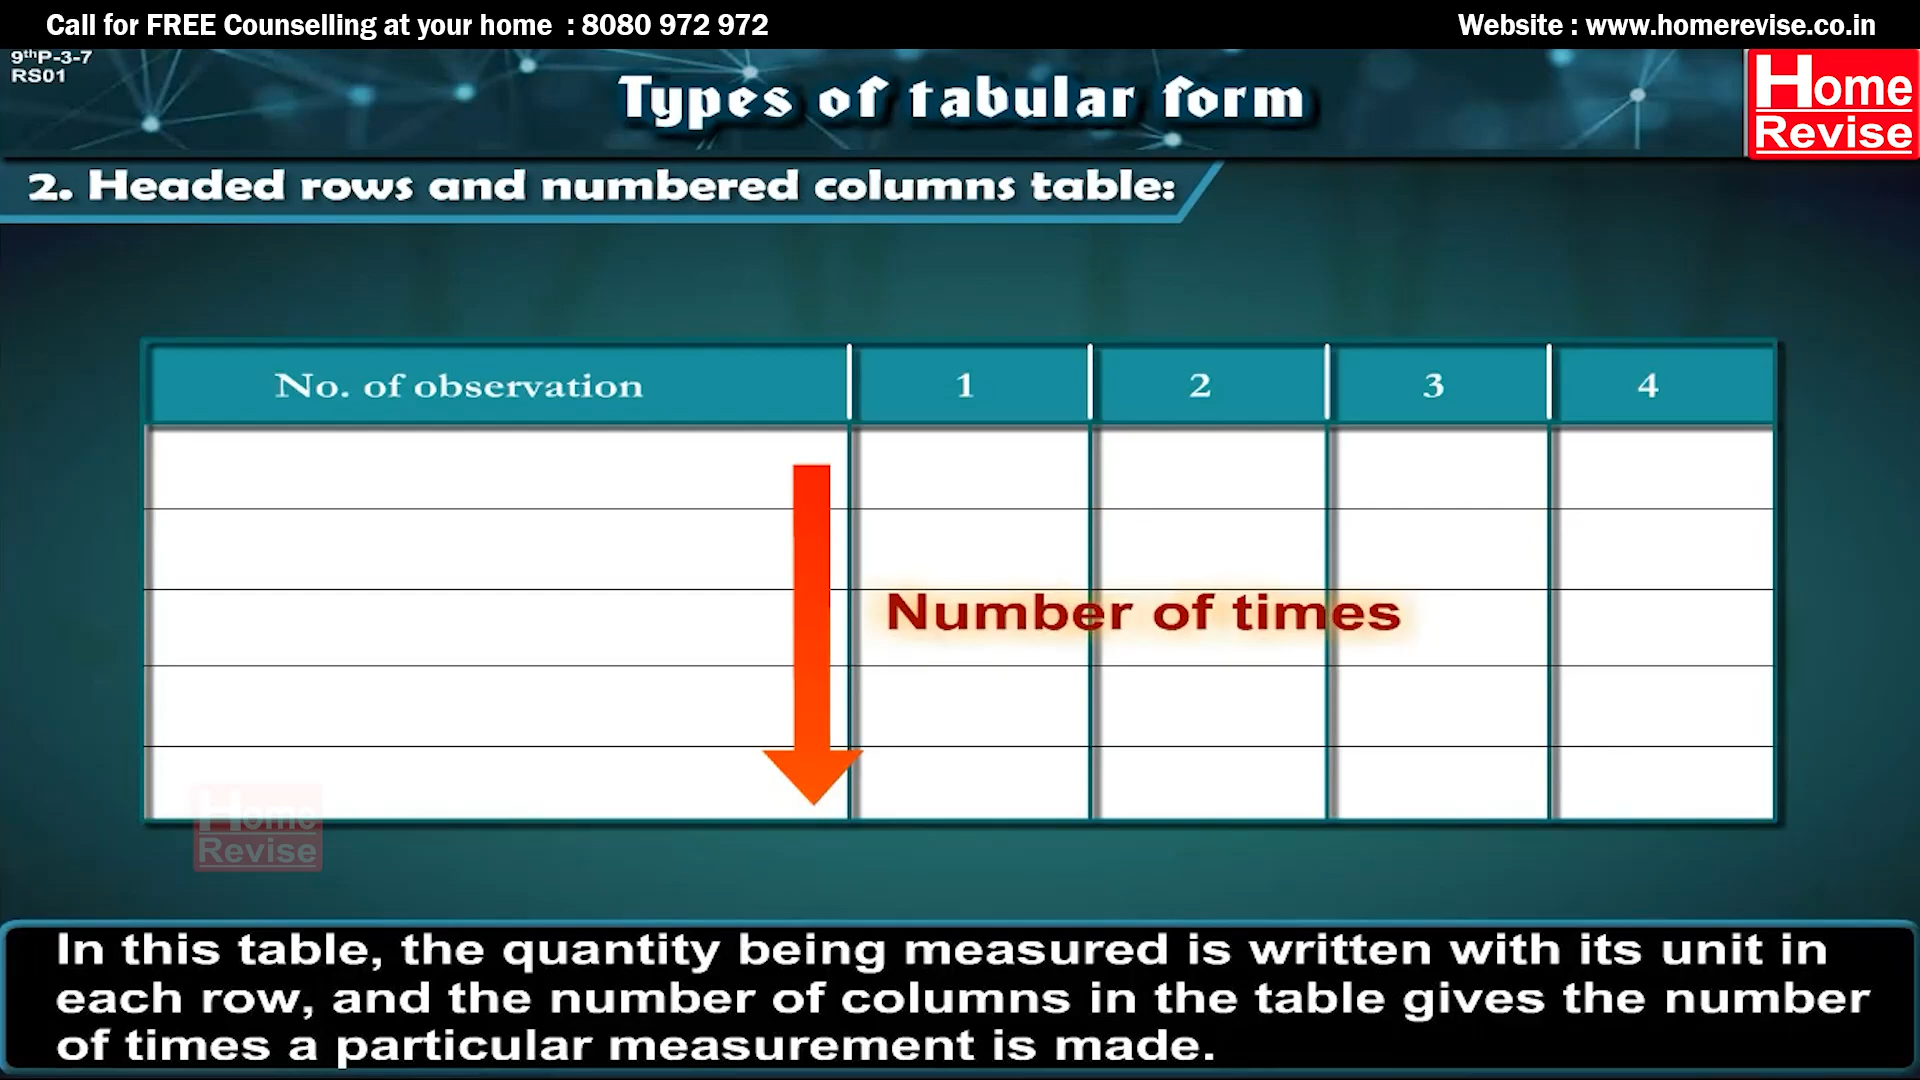 Call for FREE Counselling at your home : 8080 972 972
Website : www.homerevise.co.in
9thP-3-7
RS01
Types of tabular form
Home
Revise
2. Headed rows and numbered columns table:
No. of observation 1 2 3 4
Number of times
Home
Revise
In this table, the quantity being measured is written with its unit in
each row, and the number of columns in the table gives the number
of times a particular measurement is made.